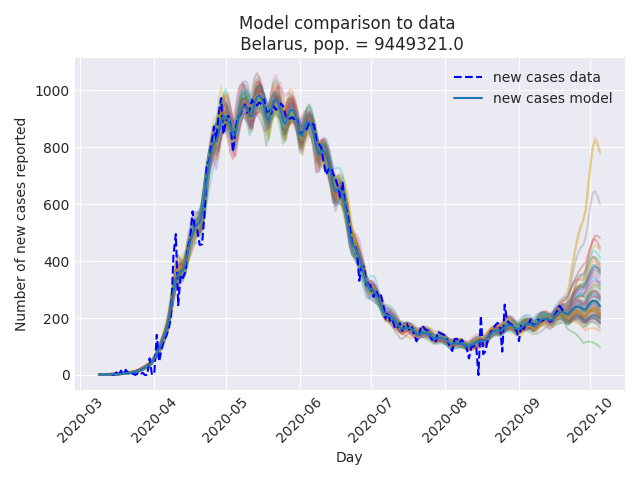 Model comparison to data
Belarus, pop. = 9449321.0
new cases data
new cases model
Number of new cases reported
1000
800
600
400
200
0
2020-03
2020-04
2020-05
2020-06
2020-07
2020-08
2020-09
2020-10
Day